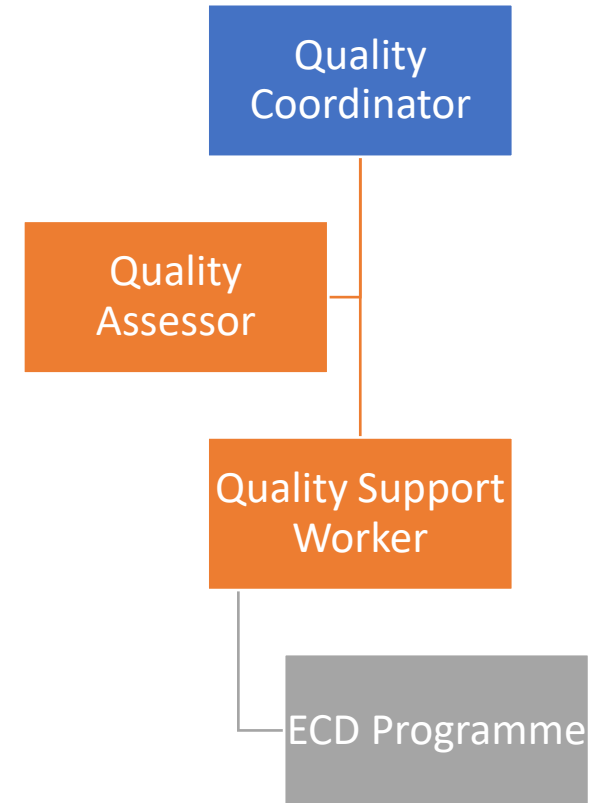 Quality
Coordinator
Quality
Assessor
Quality Support
Worker
ECD Programme